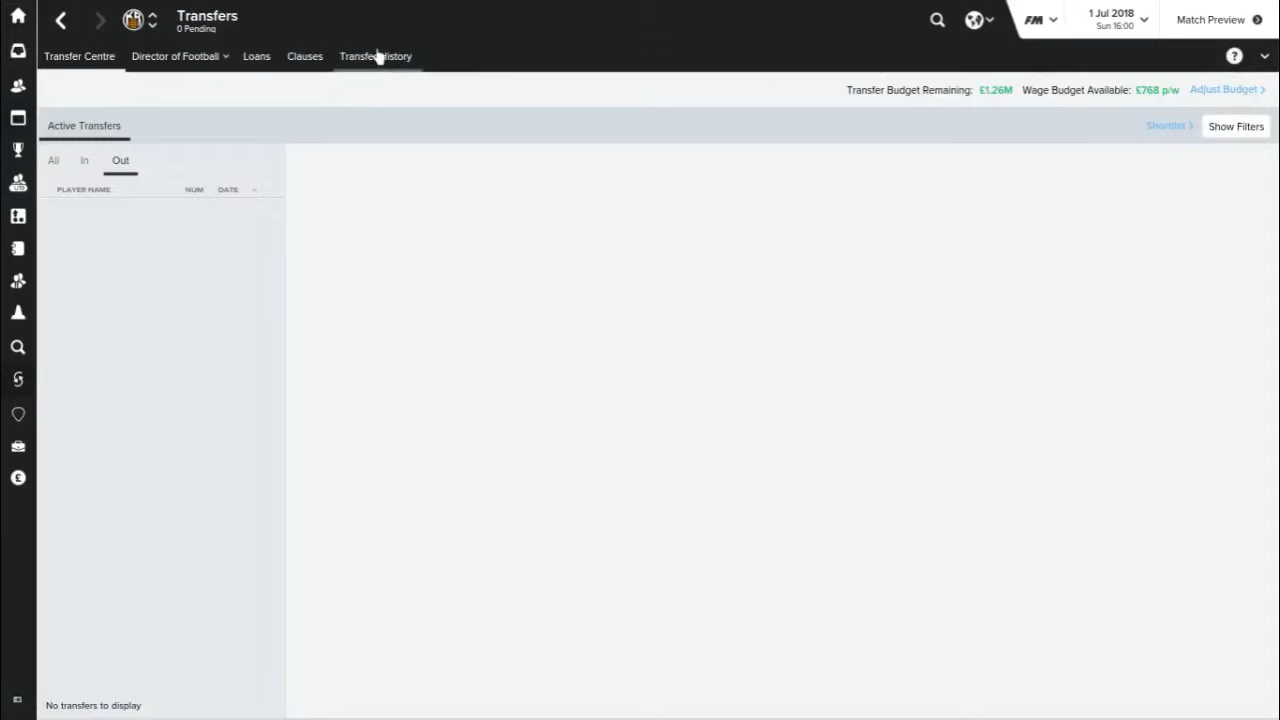 Transfers
0 Pending
FM
1 Jul 2018
Sun 16:00
Match Preview
Transfer Centre
Director of Football
Loans
Clauses
Transfer History
?
Transfer Budget Remaining: £1.26M Wage Budget Available: £768 p/w Adjust Budget >
Active Transfers
Shortlist >
Show Filters
All In Out
PLAYER NAME NUM DATE
£
No transfers to display